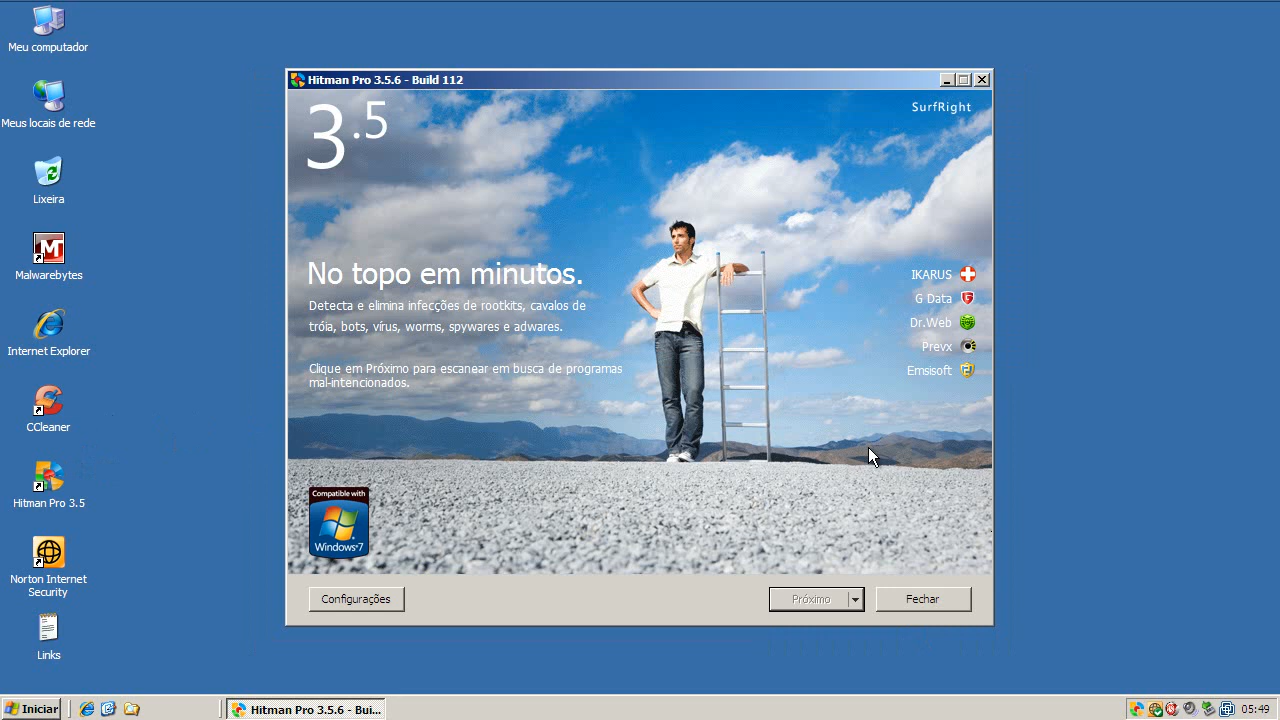 Meu computador
Meus locais de rede
Lixeira
Malwarebytes
Internet Explorer
CCleaner
Hitman Pro 3.5
Norton Internet
Security
Links
Hitman Pro 3.5.6 - Build 112
3.5
SurfRight
No topo em minutos.
Detecta e elimina infecções de rootkits, cavalos de
tróia, bots, vírus, worms, spywares e adwares.
Clique em Próximo para escanear em busca de programas
mal-intencionados.
IKARUS
G Data
Dr.Web
Prevx
Emsisoft
Compatible with
Windows 7
Configurações
Próximo
Fechar
Iniciar
Hitman Pro 3.5.6 - Bui...
05:49